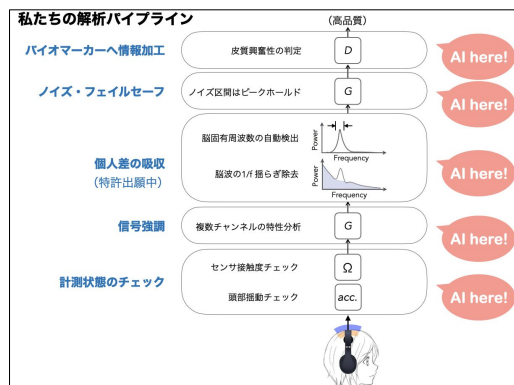 私たちの解析パイプライン
(高品質)
バイオマーカーへ情報加工
皮質興奮性の判定
D
AI here!
ノイズ・フェイルセーフ
ノイズ区間はピークホールド
G
AI here!
個人差の吸収
(特許出願中)
脳固有周波数の自動検出
Power
Frequency
脳波の1/f 揺らぎ除去
Power
Frequency
AI here!
信号強調
複数チャンネルの特性分析
G
AI here!
計測状態のチェック
センサ接触度チェック
Ω
頭部揺動チェック
acc.
AI here!